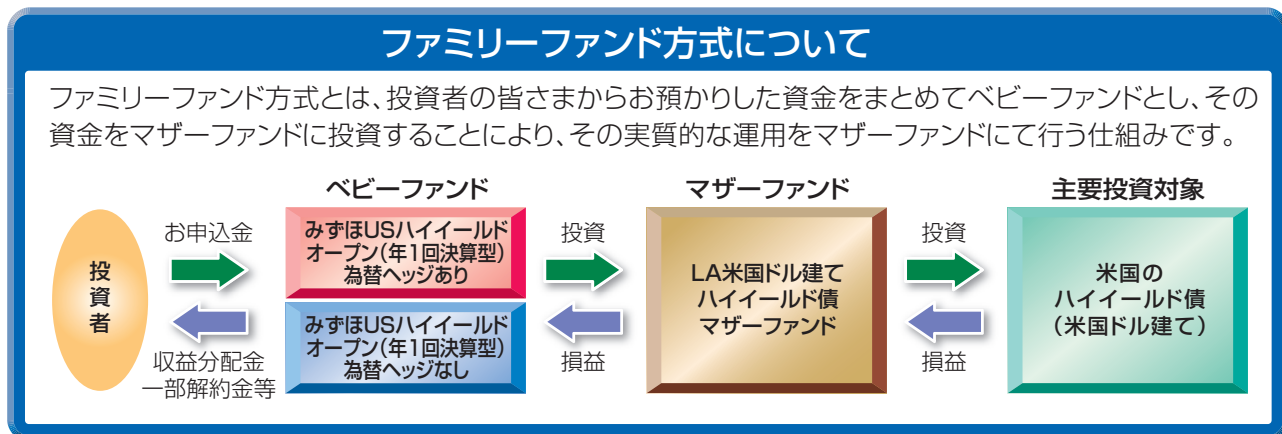 ファミリーファンド方式について
ファミリーファンド方式とは、投資者の皆さまからお預かりした資金をまとめてベビーファンドとし、その
資金をマザーファンドに投資することにより、その実質的な運用をマザーファンドにて行う仕組みです。
投資者
お申込金
収益分配金
一部解約金等
ベビーファンド
みずほUSハイイールド
オープン(年1回決算型)
為替ヘッジあり
みずほUSハイイールド
オープン(年1回決算型)
為替ヘッジなし
投資
損益
マザーファンド
LA米国ドル建て
ハイイールド債
マザーファンド
投資
損益
主要投資対象
米国の
ハイイールド債
(米国ドル建て)